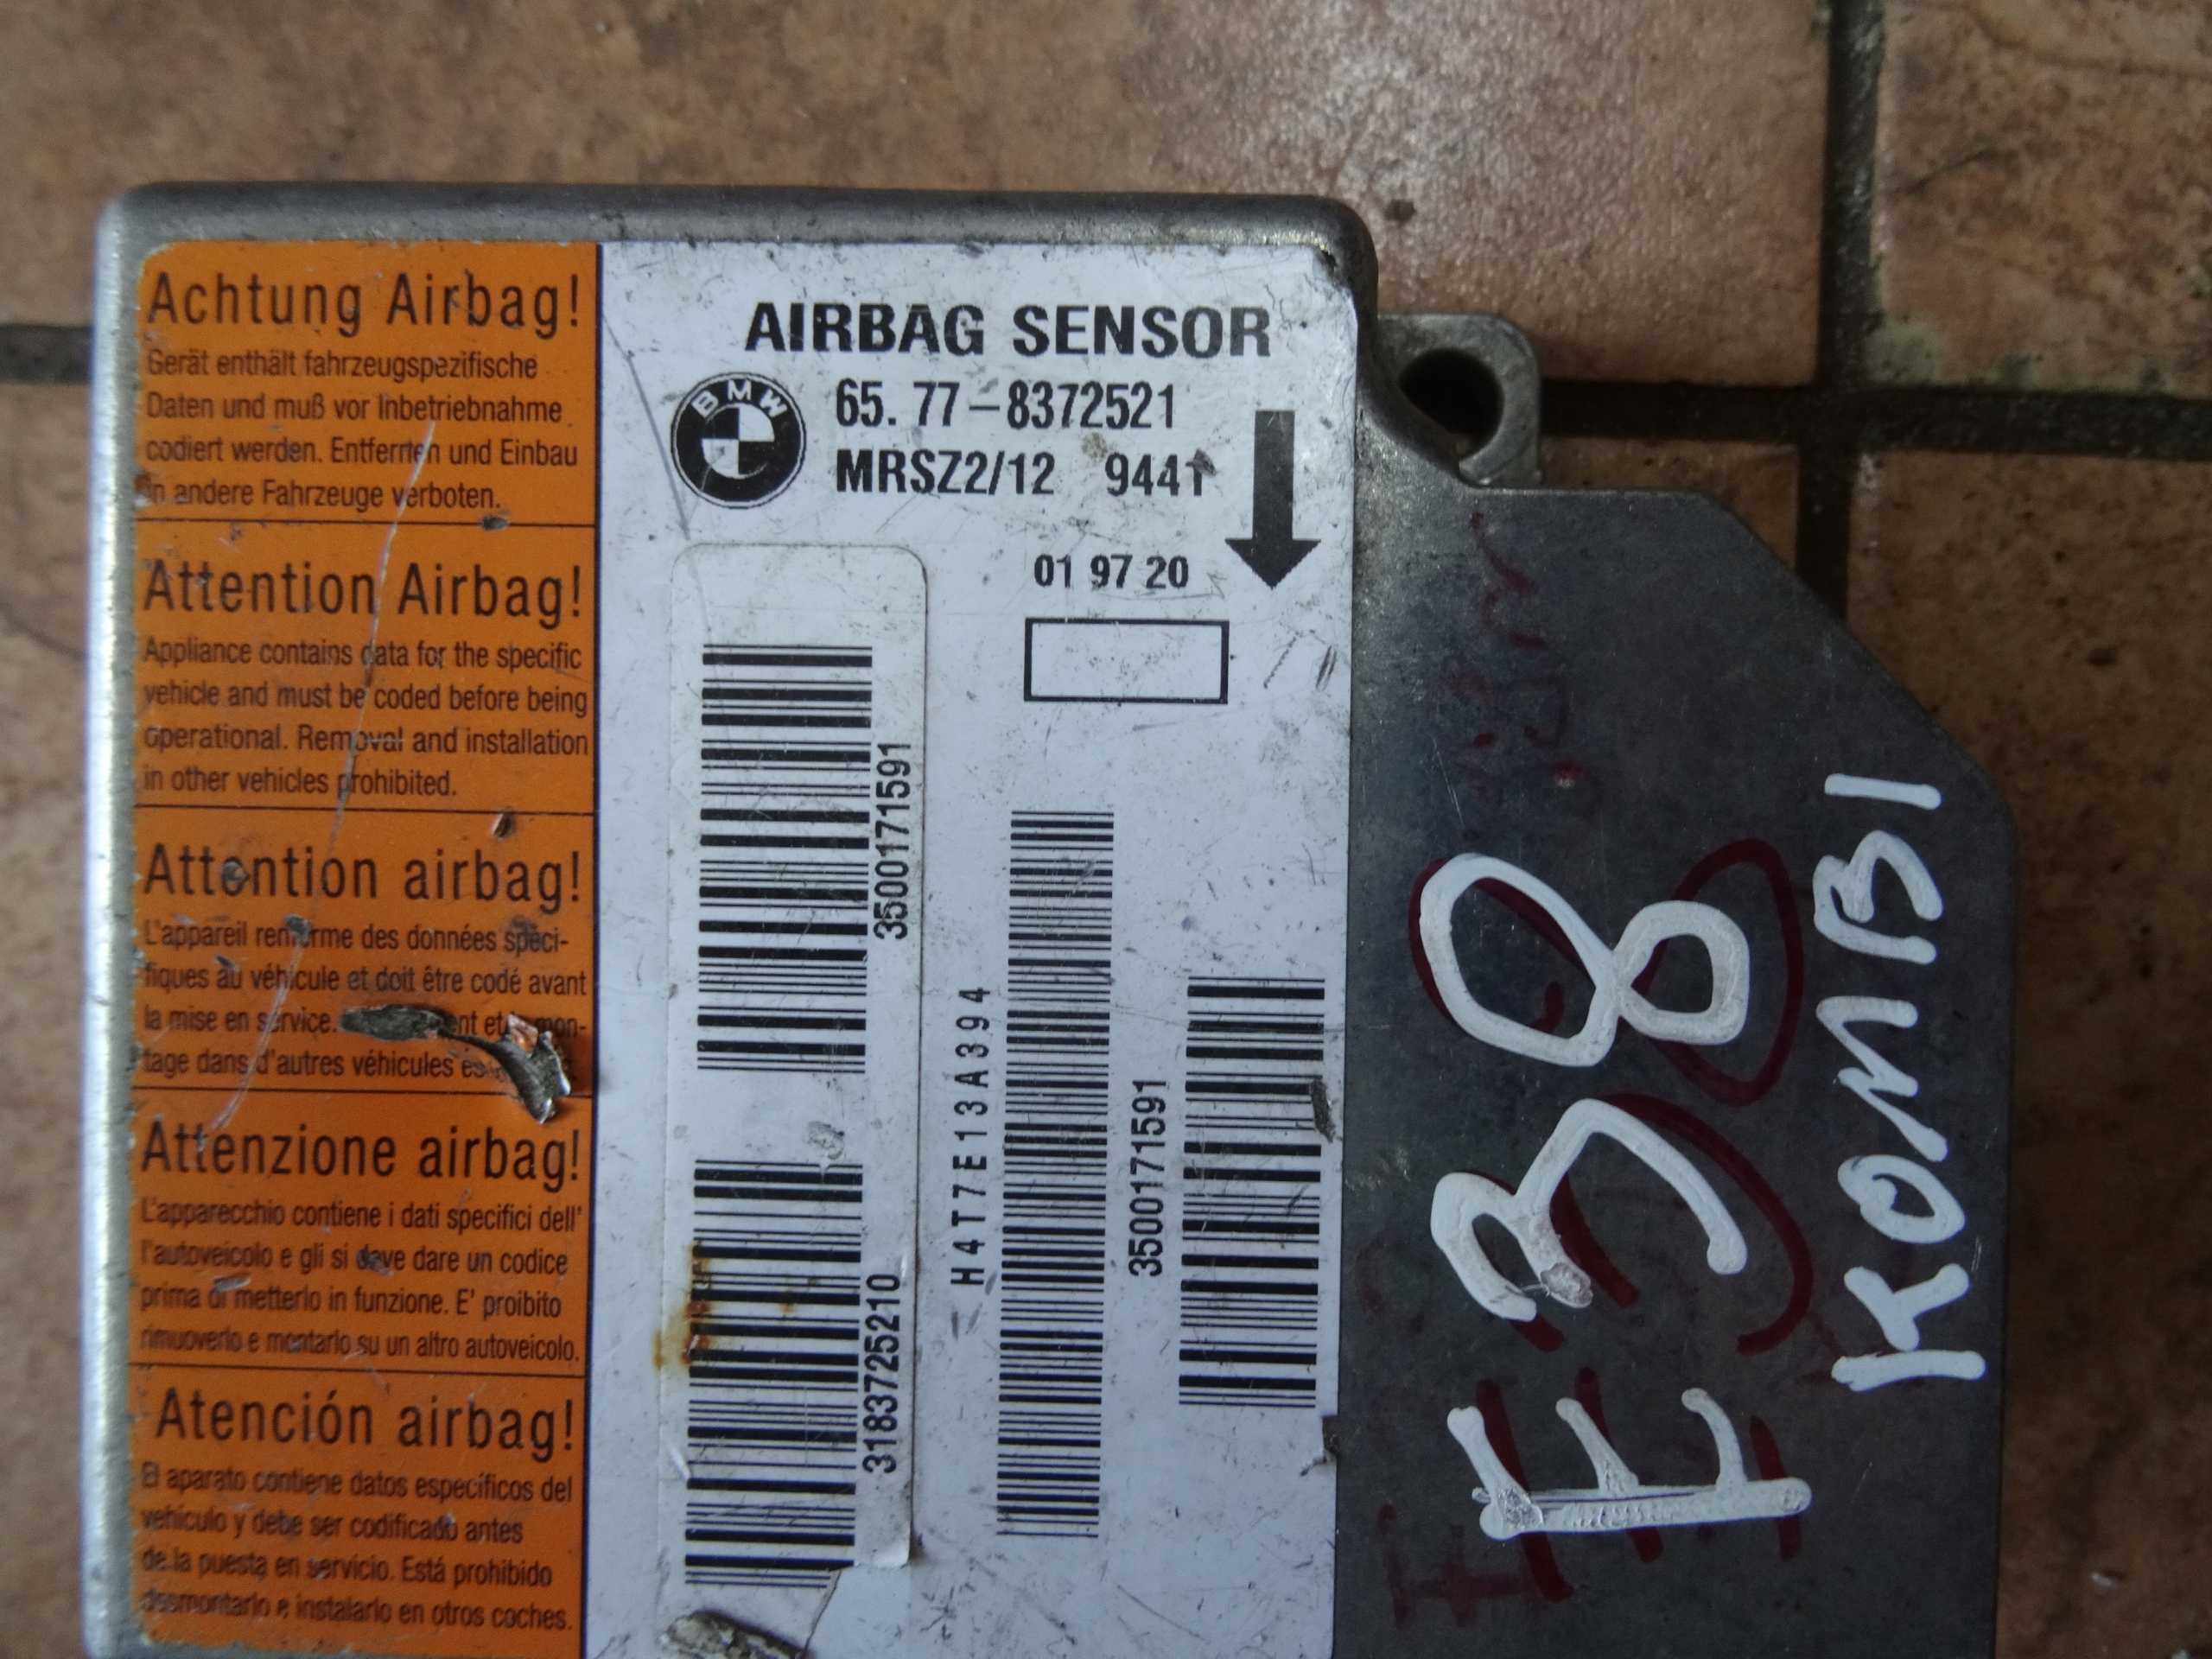 Achtung Airbag!
Gerät enthält fahrzeugspezifische
Daten und muß vor Inbetriebnahme
codiert werden. Entfernen und Einbau
in andere Fahrzeuge verboten.
Attention Airbag!
Appliance contains data for the specific
vehicle and must be coded before being
operational. Removal and installation
in other vehicles prohibited.
Attention airbag!
L'appareil renferme des données spéci-
fiques au véhicule et doit être codé avant
la mise en service. et mon-
tage dans d'autres véhicules
Attenzione airbag!
L'apparecchio contiene i dati specifici dell'
l'autoveicolo e gli si deve dare un codice
prima di metterlo in funzione. E' proibito
rimuoverlo e montarlo su un altro autoveicolo.
Atención airbag!
El aparato contiene datos específicos del
vehículo y debe ser codificado antes
de la puesta en servicio. Está prohibido
desmontarlo e instalarlo en otros coches.
AIRBAG SENSOR
BMW
65. 77-8372521
MRSZ2/12 9441
01 97 20
3500171591
3183725210
H4T7E13A394
3500171591
E38
KOMBI